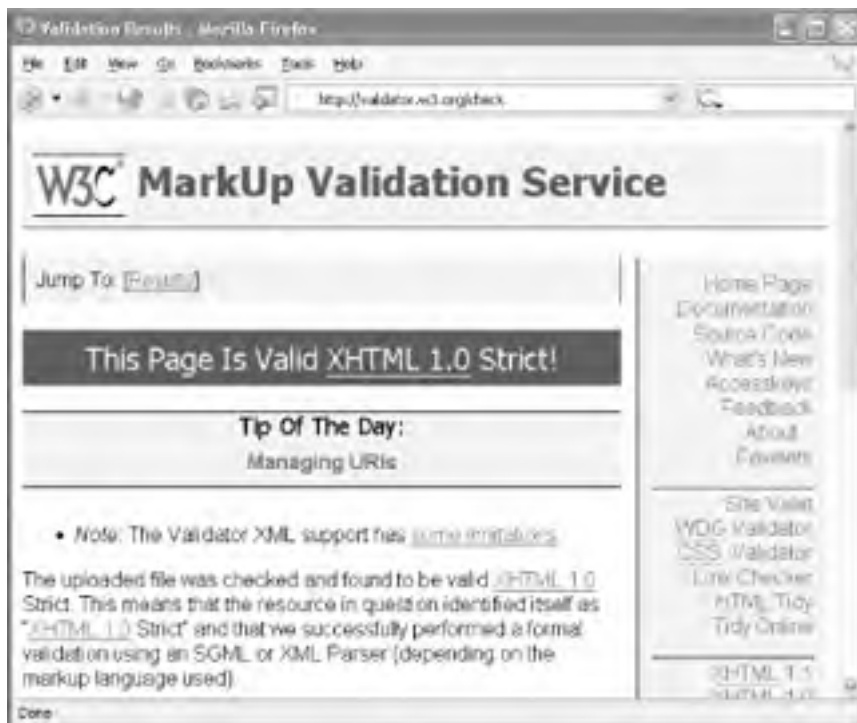 Validation Results - Mozilla Firefox
File Edit View Go Bookmarks Tools Help
http://validator.w3.org/check
W3C® MarkUp Validation Service
Jump To: [Results]
This Page Is Valid XHTML 1.0 Strict!
Tip Of The Day:
Managing URIs
• Note: The Validator XML support has some limitations.
The uploaded file was checked and found to be valid XHTML 1.0
Strict. This means that the resource in question identified itself as
"XHTML 1.0 Strict" and that we successfully performed a formal
validation using an SGML or XML Parser (depending on the
markup language used).
Home Page
Documentation
Source Code
What's New
Accesskeys
Feedback
About
Favelets
Site Valet
WDG Validator
CSS Validator
Link Checker
HTML Tidy
Tidy Online
XHTML 1.1
XHTML 1.0
Done